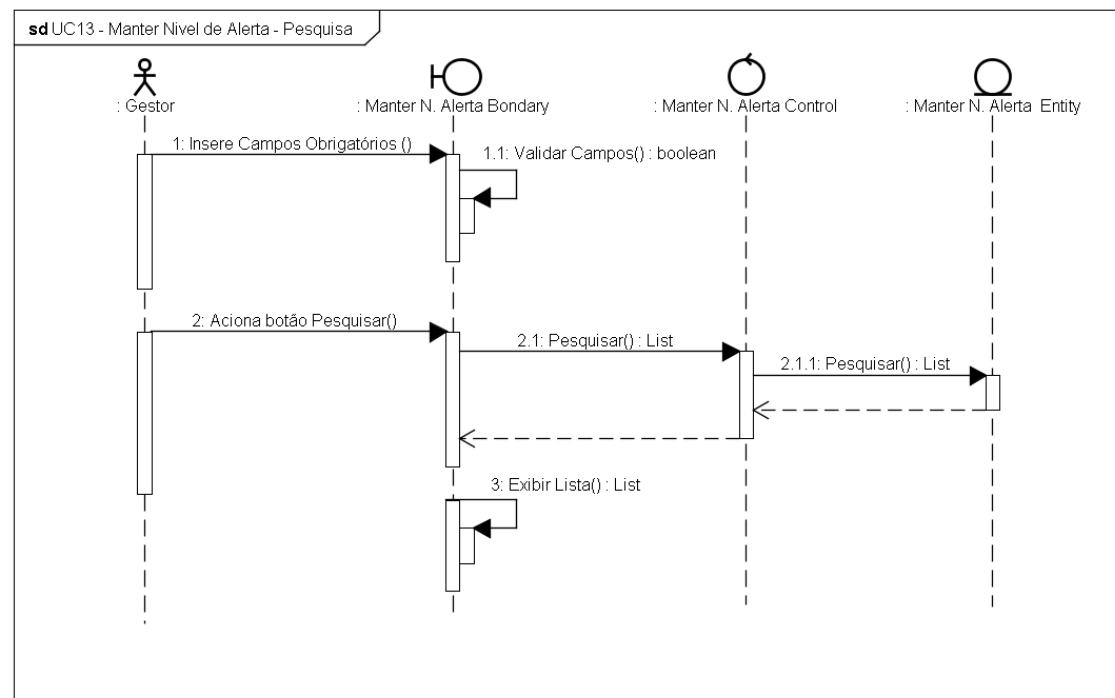 sd UC13 - Manter Nivel de Alerta - Pesquisa
: Gestor
: Manter N. Alerta Bondary
: Manter N. Alerta Control
: Manter N. Alerta Entity
1: Insere Campos Obrigatórios ()
1.1: Validar Campos() : boolean
2: Aciona botão Pesquisar()
2.1: Pesquisar() : List
2.1.1: Pesquisar() : List
3: Exibir Lista() : List